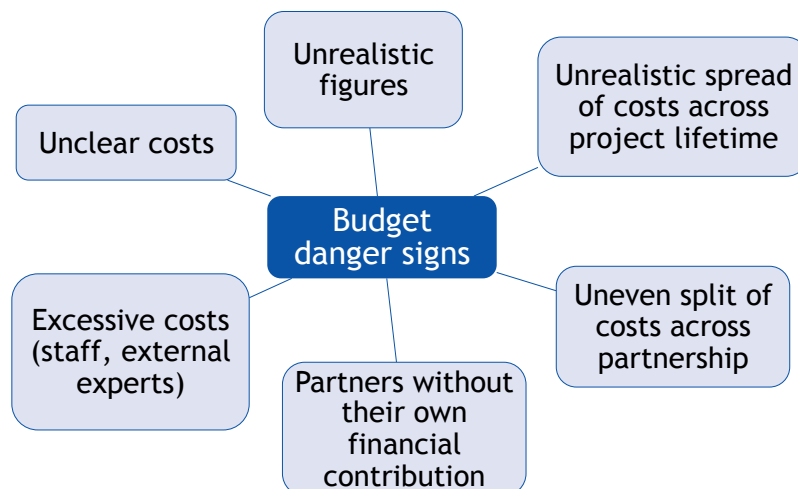 Unrealistic
figures
Unrealistic spread
of costs across
project lifetime
Unclear costs
Budget
danger signs
Excessive costs
(staff, external
experts)
Uneven split of
costs across
partnership
Partners without
their own
financial
contribution